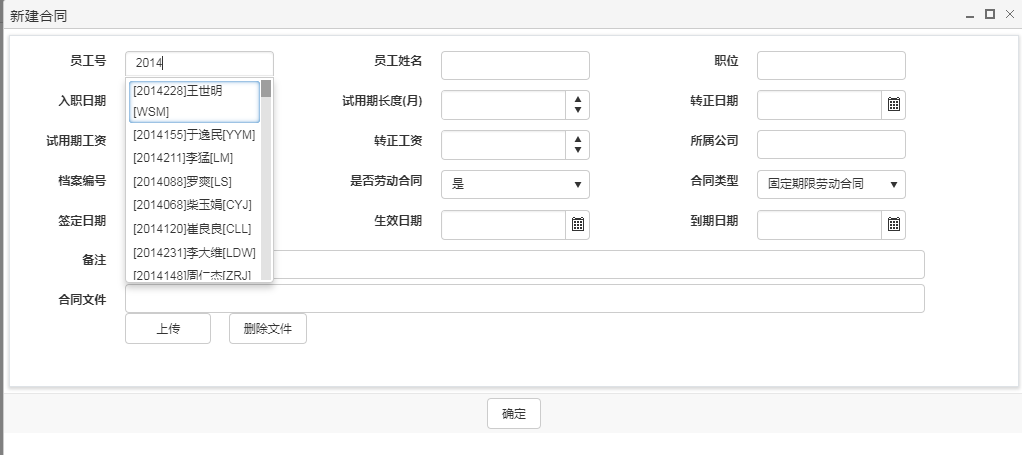 新建合同
员工号 2014 员工姓名 职位
[2014228]王世明
[WSM]
入职日期 试用期长度(月) 转正日期
[2014155]于逸民[YYM]
试用期工资 转正工资 所属公司
[2014211]李猛[LM]
[2014088]罗爽[LS]
档案编号 是否劳动合同 是 合同类型 固定期限劳动合同
[2014068]柴玉娟[CYJ]
签定日期 生效日期 到期日期
[2014120]崔良良[CLL]
[2014231]李大维[LDW]
备注
[2014148]周仁杰[ZRJ]
合同文件
上传 删除文件
确定